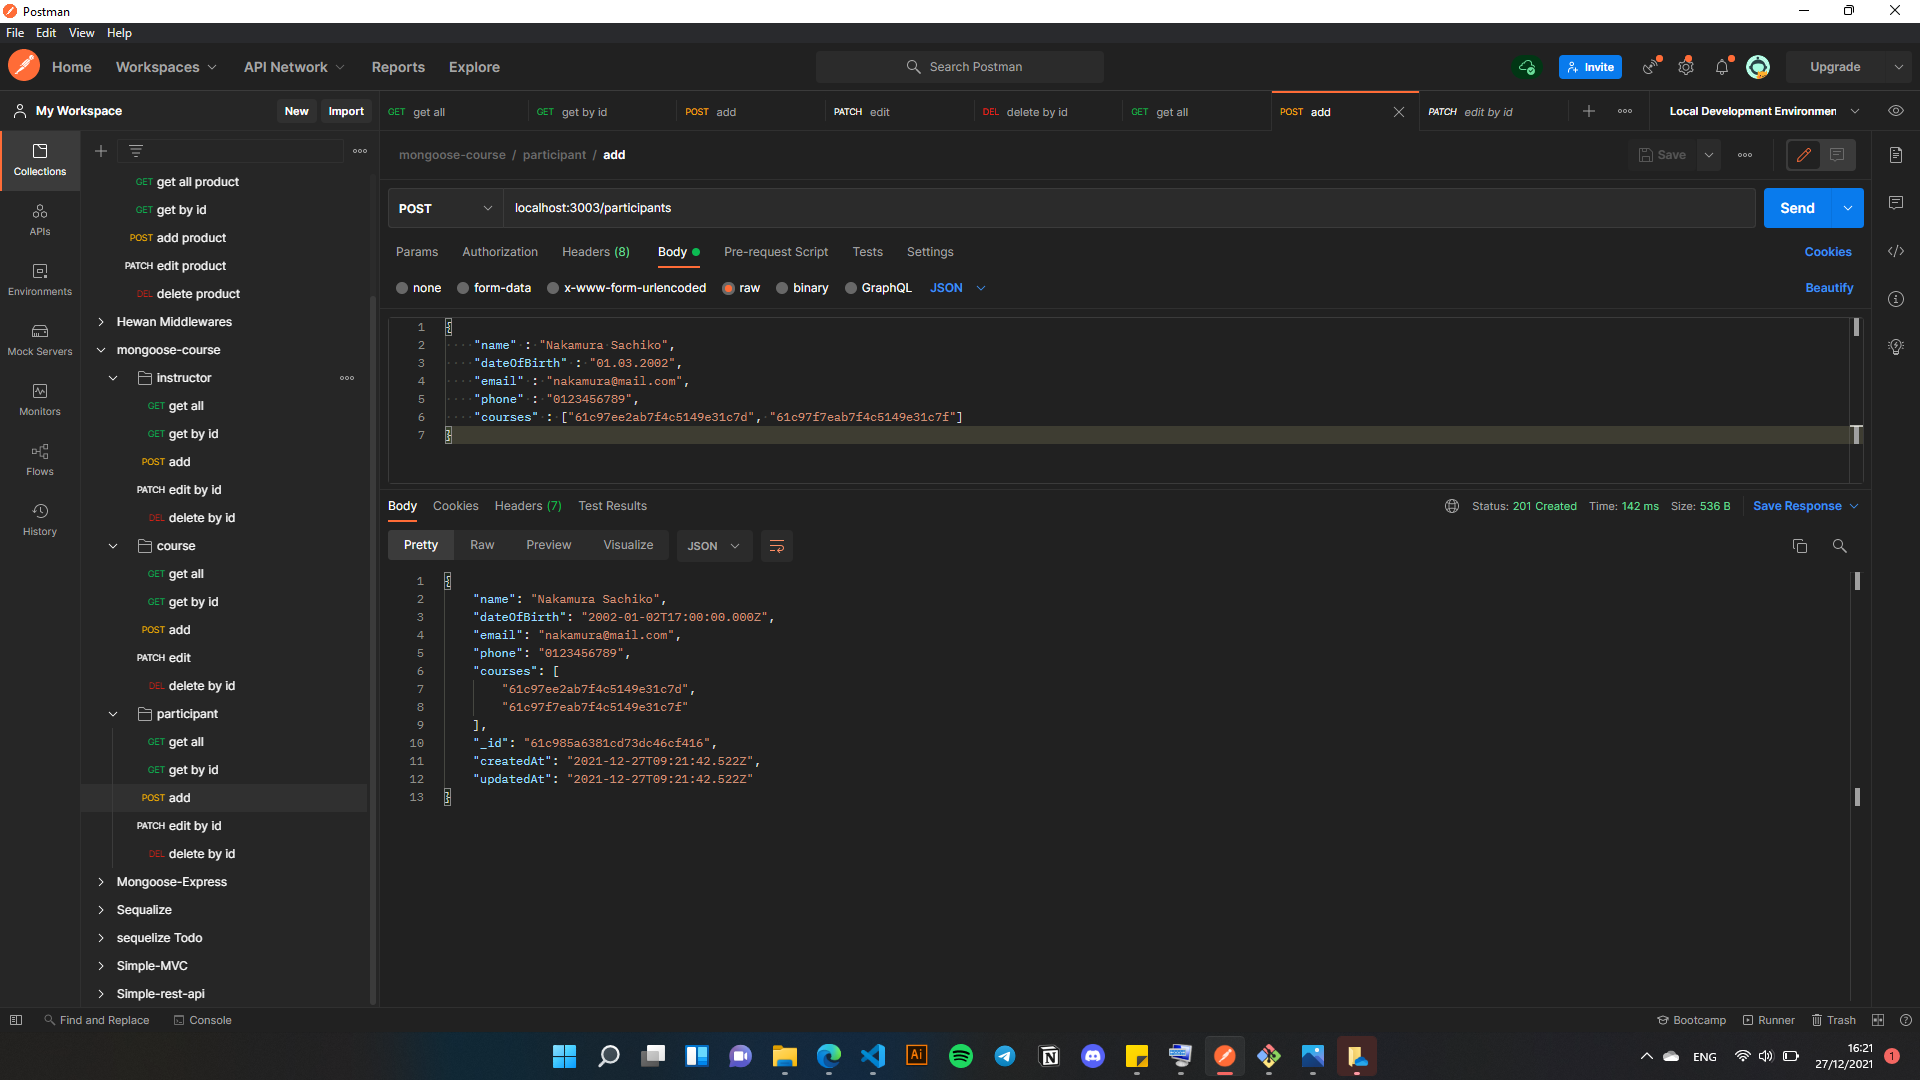 Postman
File Edit View Help
Home Workspaces API Network Reports Explore
Search Postman
Invite
Upgrade
My Workspace
New Import
GET get all
GET get by id
POST add
PATCH edit
DEL delete by id
GET get all
POST add
PATCH edit by id
Local Development Environmen
Collections
APIs
Environments
Mock Servers
Monitors
Flows
History
GET get all product
GET get by id
POST add product
PATCH edit product
DEL delete product
Hewan Middlewares
mongoose-course
instructor
GET get all
GET get by id
POST add
PATCH edit by id
DEL delete by id
course
GET get all
GET get by id
POST add
PATCH edit
DEL delete by id
participant
GET get all
GET get by id
POST add
PATCH edit by id
DEL delete by id
Mongoose-Express
Sequalize
sequelize Todo
Simple-MVC
Simple-rest-api
mongoose-course / participant / add
Save
POST localhost:3003/participants
Send
Params Authorization Headers (8) Body Pre-request Script Tests Settings
Cookies
none form-data x-www-form-urlencoded raw binary GraphQL JSON
Beautify
1 {
2 "name" : "Nakamura Sachiko",
3 "dateOfBirth" : "01.03.2002",
4 "email" : "nakamura@mail.com",
5 "phone" : "0123456789",
6 "courses" : ["61c97ee2ab7f4c5149e31c7d", "61c97f7eab7f4c5149e31c7f"]
7 }
Body Cookies Headers (7) Test Results
Status: 201 Created Time: 142 ms Size: 536 B Save Response
Pretty Raw Preview Visualize JSON
1 {
2 "name": "Nakamura Sachiko",
3 "dateOfBirth": "2002-01-02T17:00:00.000Z",
4 "email": "nakamura@mail.com",
5 "phone": "0123456789",
6 "courses": [
7 "61c97ee2ab7f4c5149e31c7d",
8 "61c97f7eab7f4c5149e31c7f"
9 ],
10 "_id": "61c985a6381cd73dc46cf416",
11 "createdAt": "2021-12-27T09:21:42.522Z",
12 "updatedAt": "2021-12-27T09:21:42.522Z"
13 }
Find and Replace Console
Bootcamp Runner Trash
Ai
ENG
16:21
27/12/2021
1